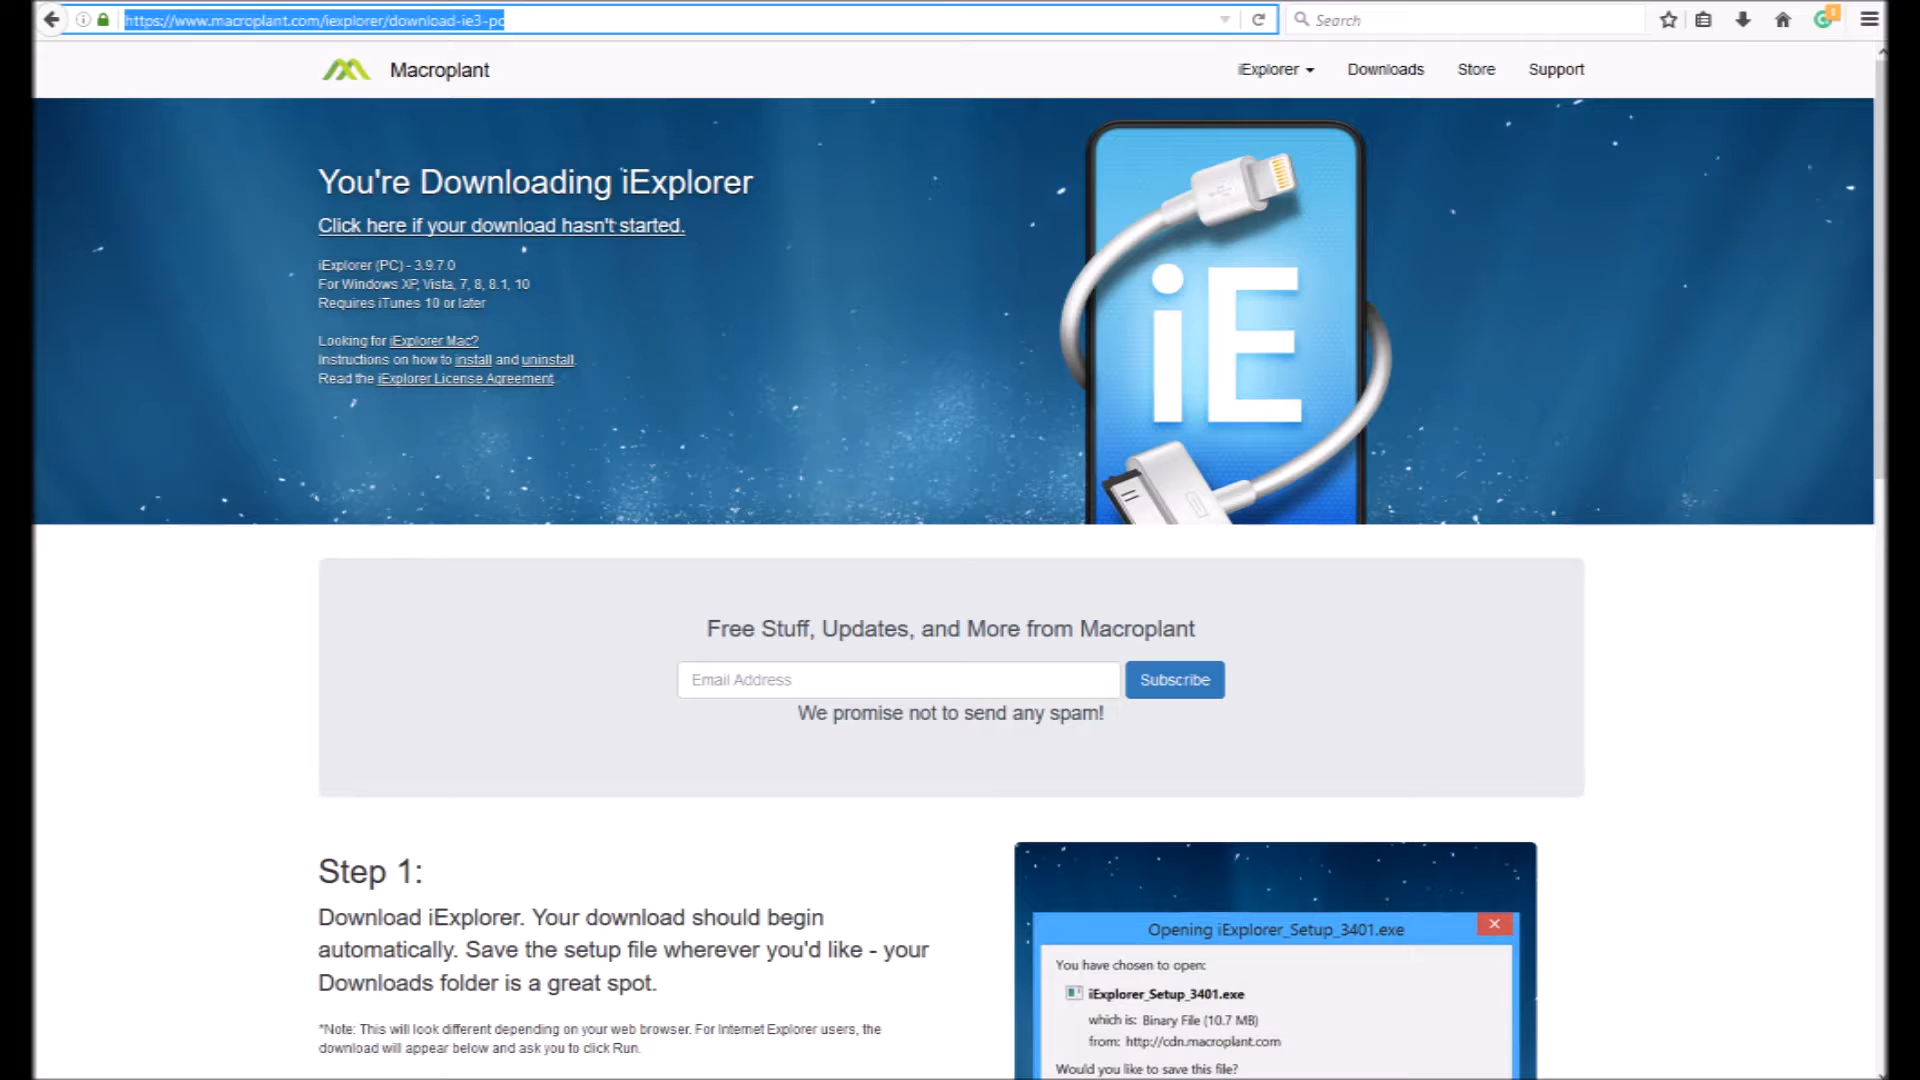 https://www.macroplant.com/iexplorer/download-ie3-pc
Search
Macroplant
iExplorer
Downloads
Store
Support
You're Downloading iExplorer
Click here if your download hasn't started.
iExplorer (PC) - 3.9.7.0
For Windows XP, Vista, 7, 8, 8.1, 10
Requires iTunes 10 or later
Looking for iExplorer Mac?
Instructions on how to install and uninstall.
Read the iExplorer License Agreement
iE
Free Stuff, Updates, and More from Macroplant
Email Address
Subscribe
We promise not to send any spam!
Step 1:
Download iExplorer. Your download should begin
automatically. Save the setup file wherever you'd like - your
Downloads folder is a great spot.
*Note: This will look different depending on your web browser. For Internet Explorer users, the
download will appear below and ask you to click Run.
Opening iExplorer_Setup_3401.exe
You have chosen to open:
iExplorer_Setup_3401.exe
which is: Binary File (10.7 MB)
from: http://cdn.macroplant.com
Would you like to save this file?